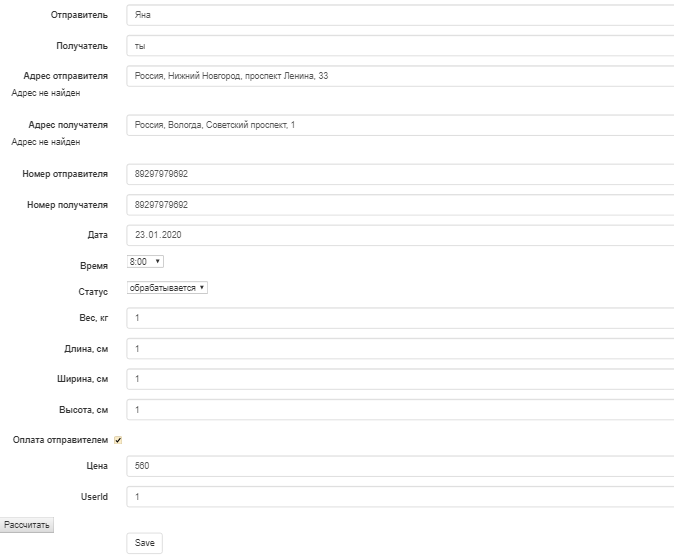 Отправитель Яна
Получатель ты
Адрес отправителя Россия, Нижний Новгород, проспект Ленина, 33
Адрес не найден
Адрес получателя Россия, Вологда, Советский проспект, 1
Адрес не найден
Номер отправителя 89297979692
Номер получателя 89297979692
Дата 23.01.2020
Время 8:00
Статус обрабатывается
Вес, кг 1
Длина, см 1
Ширина, см 1
Высота, см 1
Оплата отправителем
Цена 560
UserId 1
Рассчитать
Save